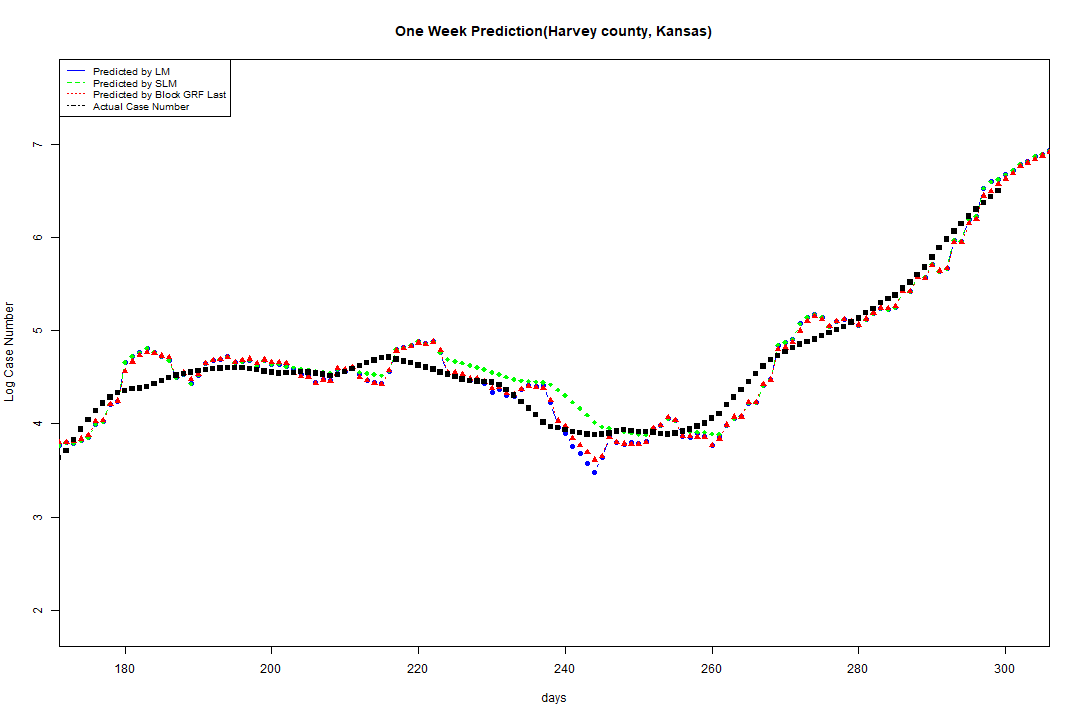 One Week Prediction(Harvey county, Kansas)
Predicted by LM
Predicted by SLM
Predicted by Block GRF Last
Actual Case Number
7
6
5
4
3
2
Log Case Number
180 200 220 240 260 280 300
days